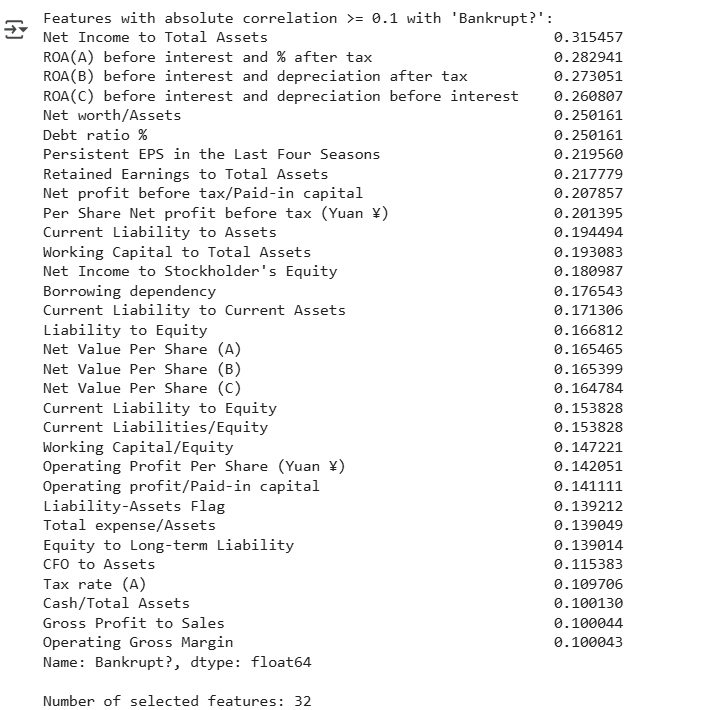 Features with absolute correlation >= 0.1 with 'Bankrupt?':
Net Income to Total Assets 0.315457
ROA(A) before interest and % after tax 0.282941
ROA(B) before interest and depreciation after tax 0.273051
ROA(C) before interest and depreciation before interest 0.260807
Net worth/Assets 0.250161
Debt ratio % 0.250161
Persistent EPS in the Last Four Seasons 0.219560
Retained Earnings to Total Assets 0.217779
Net profit before tax/Paid-in capital 0.207857
Per Share Net profit before tax (Yuan ¥) 0.201395
Current Liability to Assets 0.194494
Working Capital to Total Assets 0.193083
Net Income to Stockholder's Equity 0.180987
Borrowing dependency 0.176543
Current Liability to Current Assets 0.171306
Liability to Equity 0.166812
Net Value Per Share (A) 0.165465
Net Value Per Share (B) 0.165399
Net Value Per Share (C) 0.164784
Current Liability to Equity 0.153828
Current Liabilities/Equity 0.153828
Working Capital/Equity 0.147221
Operating Profit Per Share (Yuan ¥) 0.142051
Operating profit/Paid-in capital 0.141111
Liability-Assets Flag 0.139212
Total expense/Assets 0.139049
Equity to Long-term Liability 0.139014
CFO to Assets 0.115383
Tax rate (A) 0.109706
Cash/Total Assets 0.100130
Gross Profit to Sales 0.100044
Operating Gross Margin 0.100043
Name: Bankrupt?, dtype: float64
Number of selected features: 32